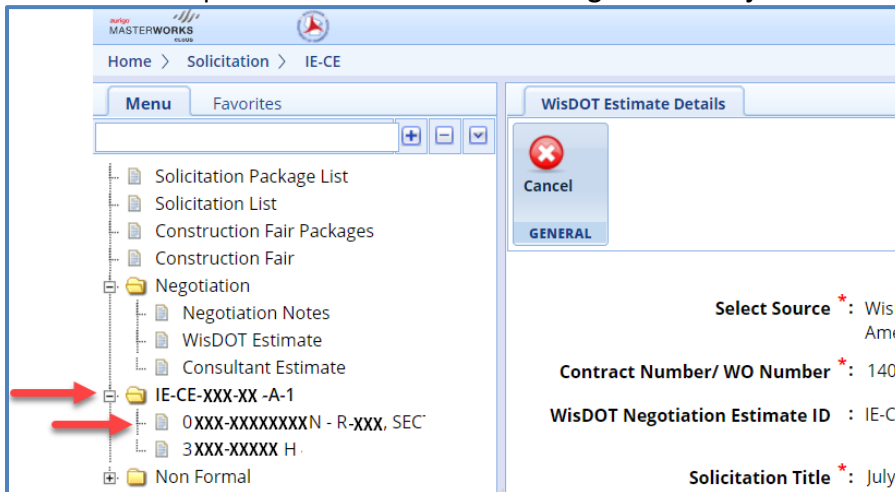 aurigo
MASTERWORKS
CLOUD
Home > Solicitation > IE-CE
Menu Favorites
WisDOT Estimate Details
Cancel
GENERAL
Solicitation Package List
Solicitation List
Construction Fair Packages
Construction Fair
Negotiation
Negotiation Notes
WisDOT Estimate
Consultant Estimate
IE-CE-XXX-XX -A-1
0XXX-XXXXXXXXN - R-XXX, SECT
3XXX-XXXXX H
Non Formal
Select Source *: Wis
Ame
Contract Number/ WO Number *: 140
WisDOT Negotiation Estimate ID : IE-C
Solicitation Title *: July